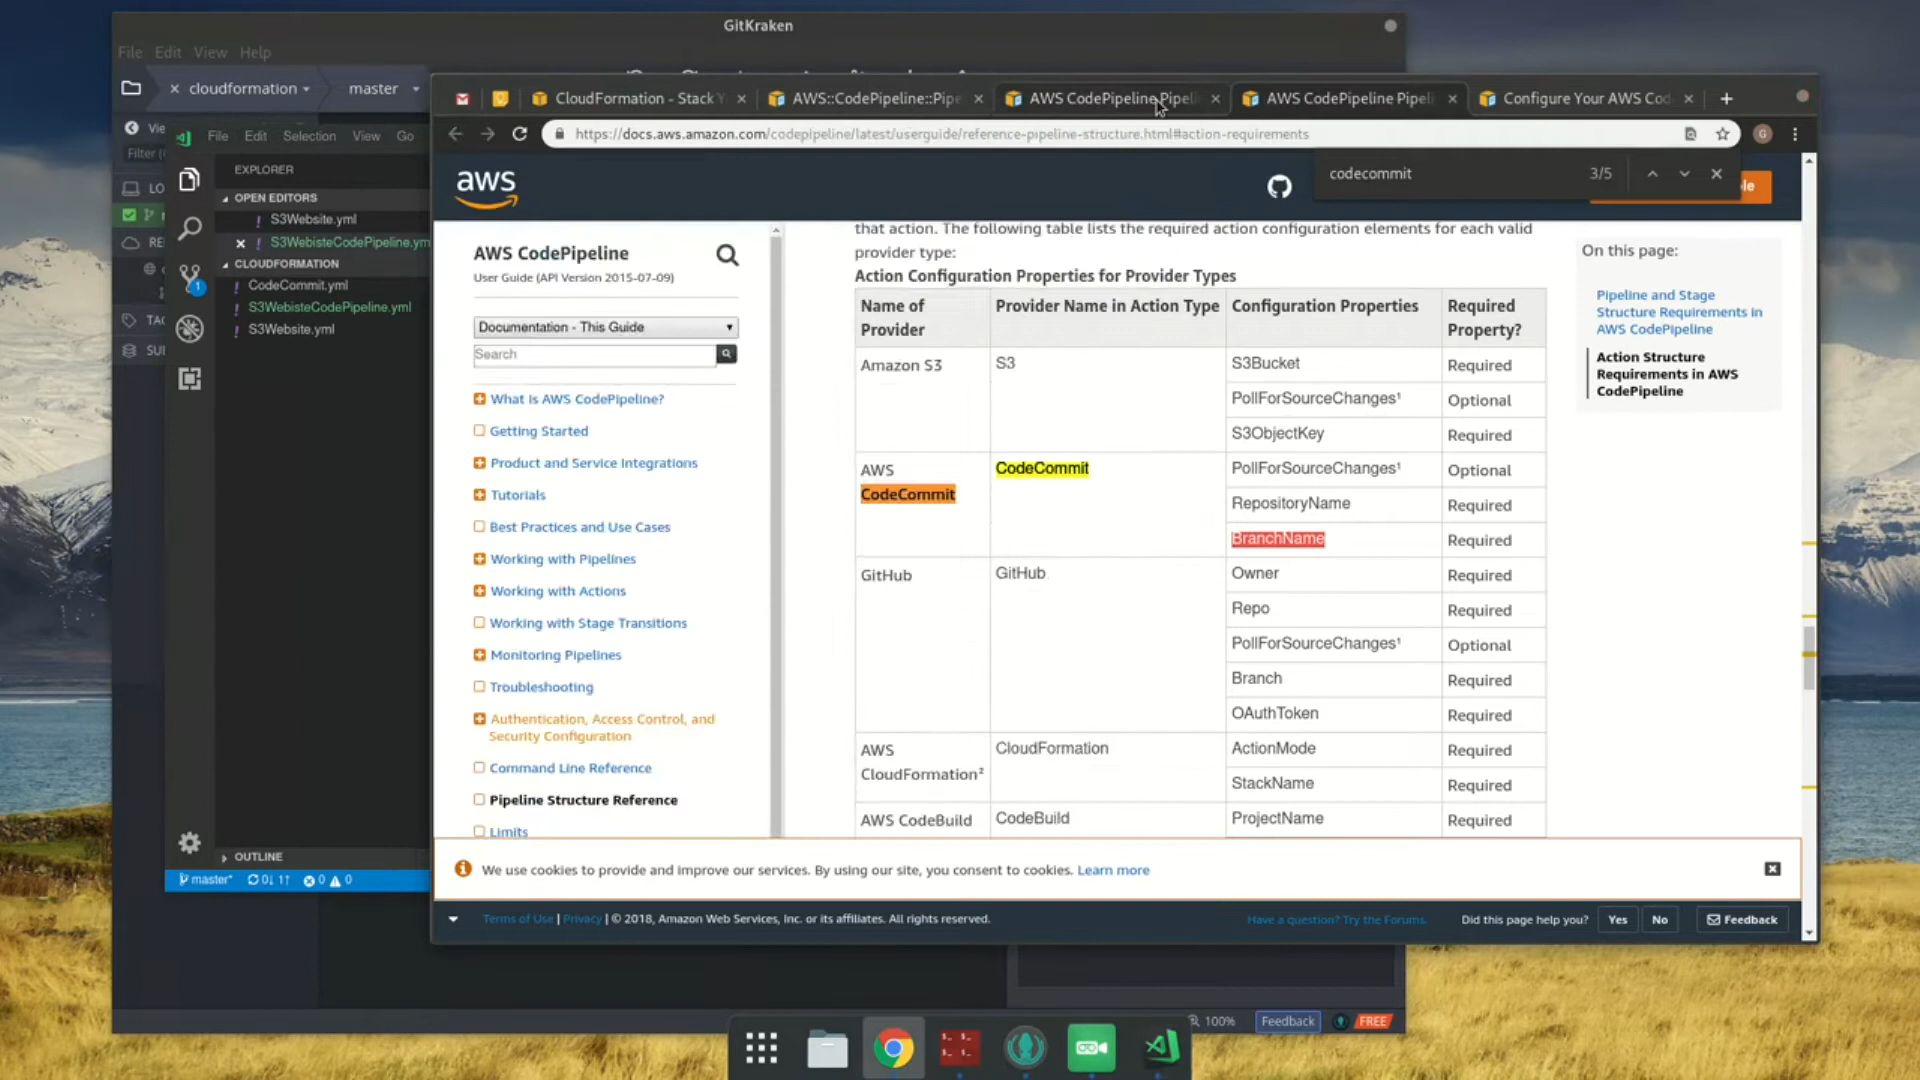 GitKraken
File Edit View Help
cloudformation
master
CloudFormation - Stack
AWS::CodePipeline::Pipe
AWS CodePipeline Pipeli
AWS CodePipeline Pipeli
Configure Your AWS Cod
https://docs.aws.amazon.com/codepipeline/latest/userguide/reference-pipeline-structure.html#action-requirements
G
codecommit
3/5
Filter
File Edit Selection View Go
EXPLORER
OPEN EDITORS
S3Website.yml
S3WebisteCodePipeline.ym
CLOUDFORMATION
CodeCommit.yml
S3WebisteCodePipeline.yml
S3Website.yml
1
OUTLINE
master*
0↓ 1↑
0
0
aws
AWS CodePipeline
User Guide (API Version 2015-07-09)
Documentation - This Guide
Search
What is AWS CodePipeline?
Getting Started
Product and Service Integrations
Tutorials
Best Practices and Use Cases
Working with Pipelines
Working with Actions
Working with Stage Transitions
Monitoring Pipelines
Troubleshooting
Authentication, Access Control, and
Security Configuration
Command Line Reference
Pipeline Structure Reference
Limits
that action. The following table lists the required action configuration elements for each valid
provider type:
Action Configuration Properties for Provider Types
Name of Provider
Provider Name in Action Type
Configuration Properties
Required Property?
Amazon S3
S3
S3Bucket
Required
PollForSourceChanges¹
Optional
S3ObjectKey
Required
AWS CodeCommit
CodeCommit
PollForSourceChanges¹
Optional
RepositoryName
Required
BranchName
Required
GitHub
GitHub
Owner
Required
Repo
Required
PollForSourceChanges¹
Optional
Branch
Required
OAuthToken
Required
AWS CloudFormation²
CloudFormation
ActionMode
Required
StackName
Required
AWS CodeBuild
CodeBuild
ProjectName
Required
On this page:
Pipeline and Stage
Structure Requirements in
AWS CodePipeline
Action Structure
Requirements in AWS
CodePipeline
We use cookies to provide and improve our services. By using our site, you consent to cookies. Learn more
Terms of Use | Privacy | © 2018, Amazon Web Services, Inc. or its affiliates. All rights reserved.
Have a question? Try the Forums.
Did this page help you?
Yes
No
Feedback
100%
Feedback
FREE